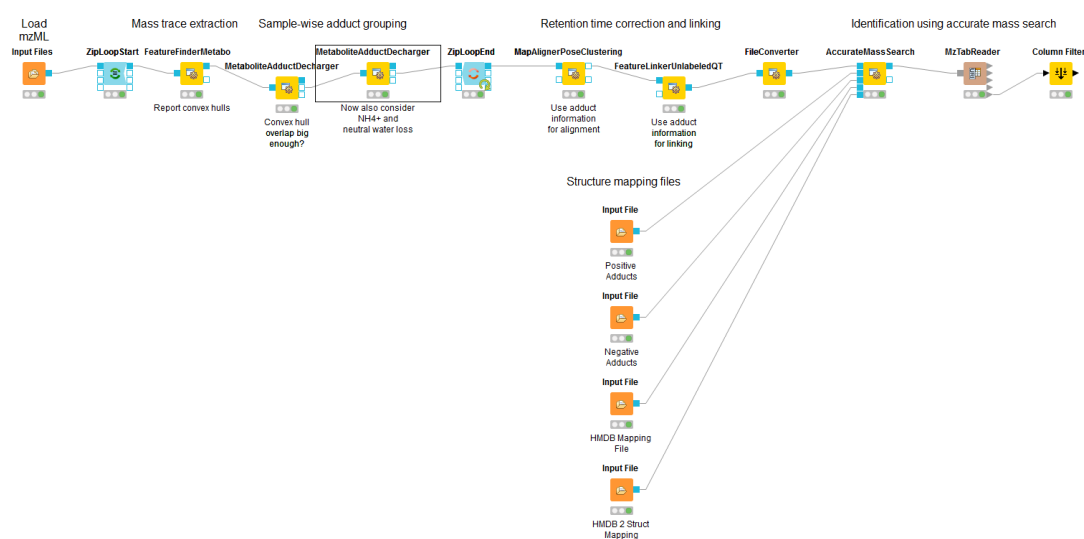 Load
mzML
Mass trace extraction
Sample-wise adduct grouping
Retention time correction and linking
Identification using accurate mass search
Input Files
ZipLoopStart
FeatureFinderMetabo
MetaboliteAdductDecharger
MetaboliteAdductDecharger
ZipLoopEnd
MapAlignerPoseClustering
FeatureLinkerUnlabeledQT
FileConverter
AccurateMassSearch
MzTabReader
Column Filter
Report convex hulls
Convex hull
overlap big
enough?
Now also consider
NH4+ and
neutral water loss
Use adduct
information
for alignment
Use adduct
information
for linking
Structure mapping files
Input File
Positive
Adducts
Input File
Negative
Adducts
Input File
HMDB Mapping
File
Input File
HMDB 2 Struct
Mapping